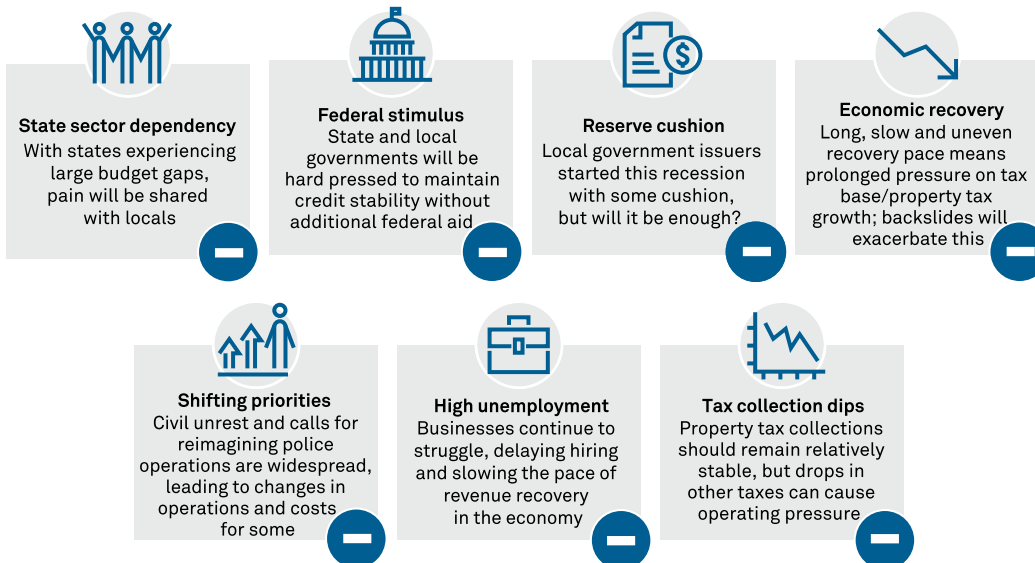 State sector dependency
With states experiencing
large budget gaps,
pain will be shared
with locals
Federal stimulus
State and local
governments will be
hard pressed to maintain
credit stability without
additional federal aid
$
Reserve cushion
Local government issuers
started this recession
with some cushion,
but will it be enough?
Economic recovery
Long, slow and uneven
recovery pace means
prolonged pressure on tax
base/property tax
growth; backslides will
exacerbate this
Shifting priorities
Civil unrest and calls for
reimagining police
operations are widespread,
leading to changes in
operations and costs
for some
High unemployment
Businesses continue to
struggle, delaying hiring
and slowing the pace of
revenue recovery
in the economy
Tax collection dips
Property tax collections
should remain relatively
stable, but drops in
other taxes can cause
operating pressure